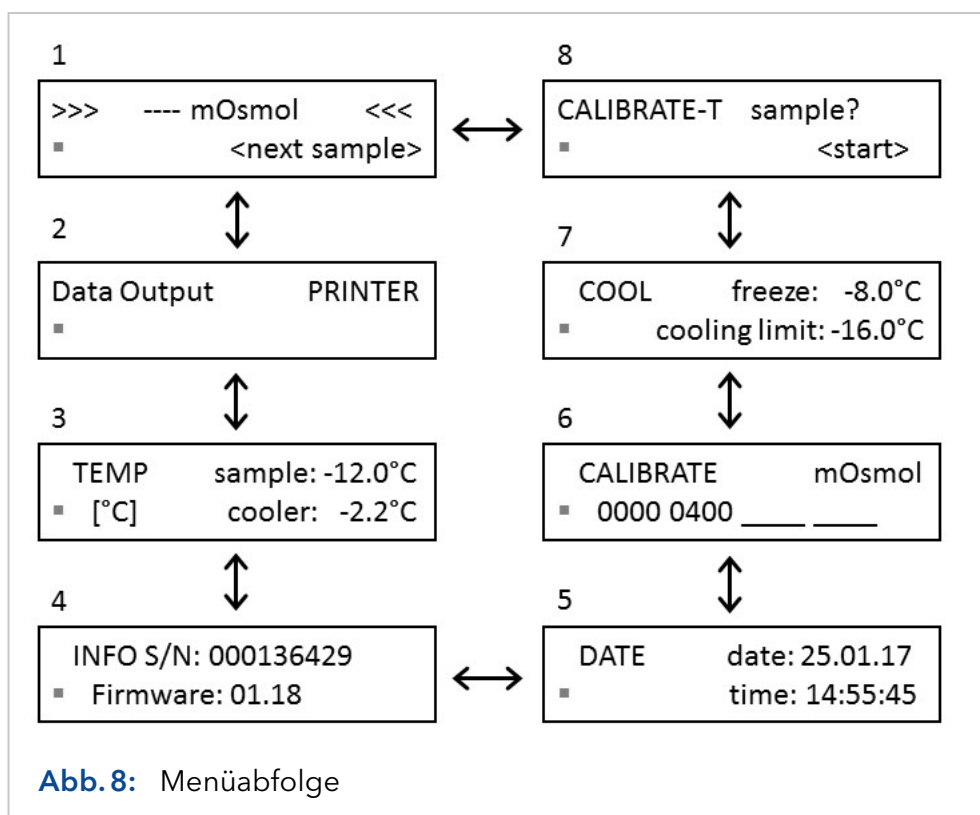 1
>>> ---- mOsmol <<<
▪ <next sample>
2
Data Output PRINTER
▪
3
TEMP sample: -12.0°C
▪ [°C] cooler: -2.2°C
4
INFO S/N: 000136429
▪ Firmware: 01.18
8
CALIBRATE-T sample?
▪ <start>
7
COOL freeze: -8.0°C
▪ cooling limit: -16.0°C
6
CALIBRATE mOsmol
▪ 0000 0400 ____ ____
5
DATE date: 25.01.17
▪ time: 14:55:45
Abb. 8: Menüabfolge